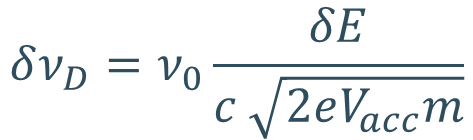 δν_D = ν_0 δE / (c √(2eV_acc m))